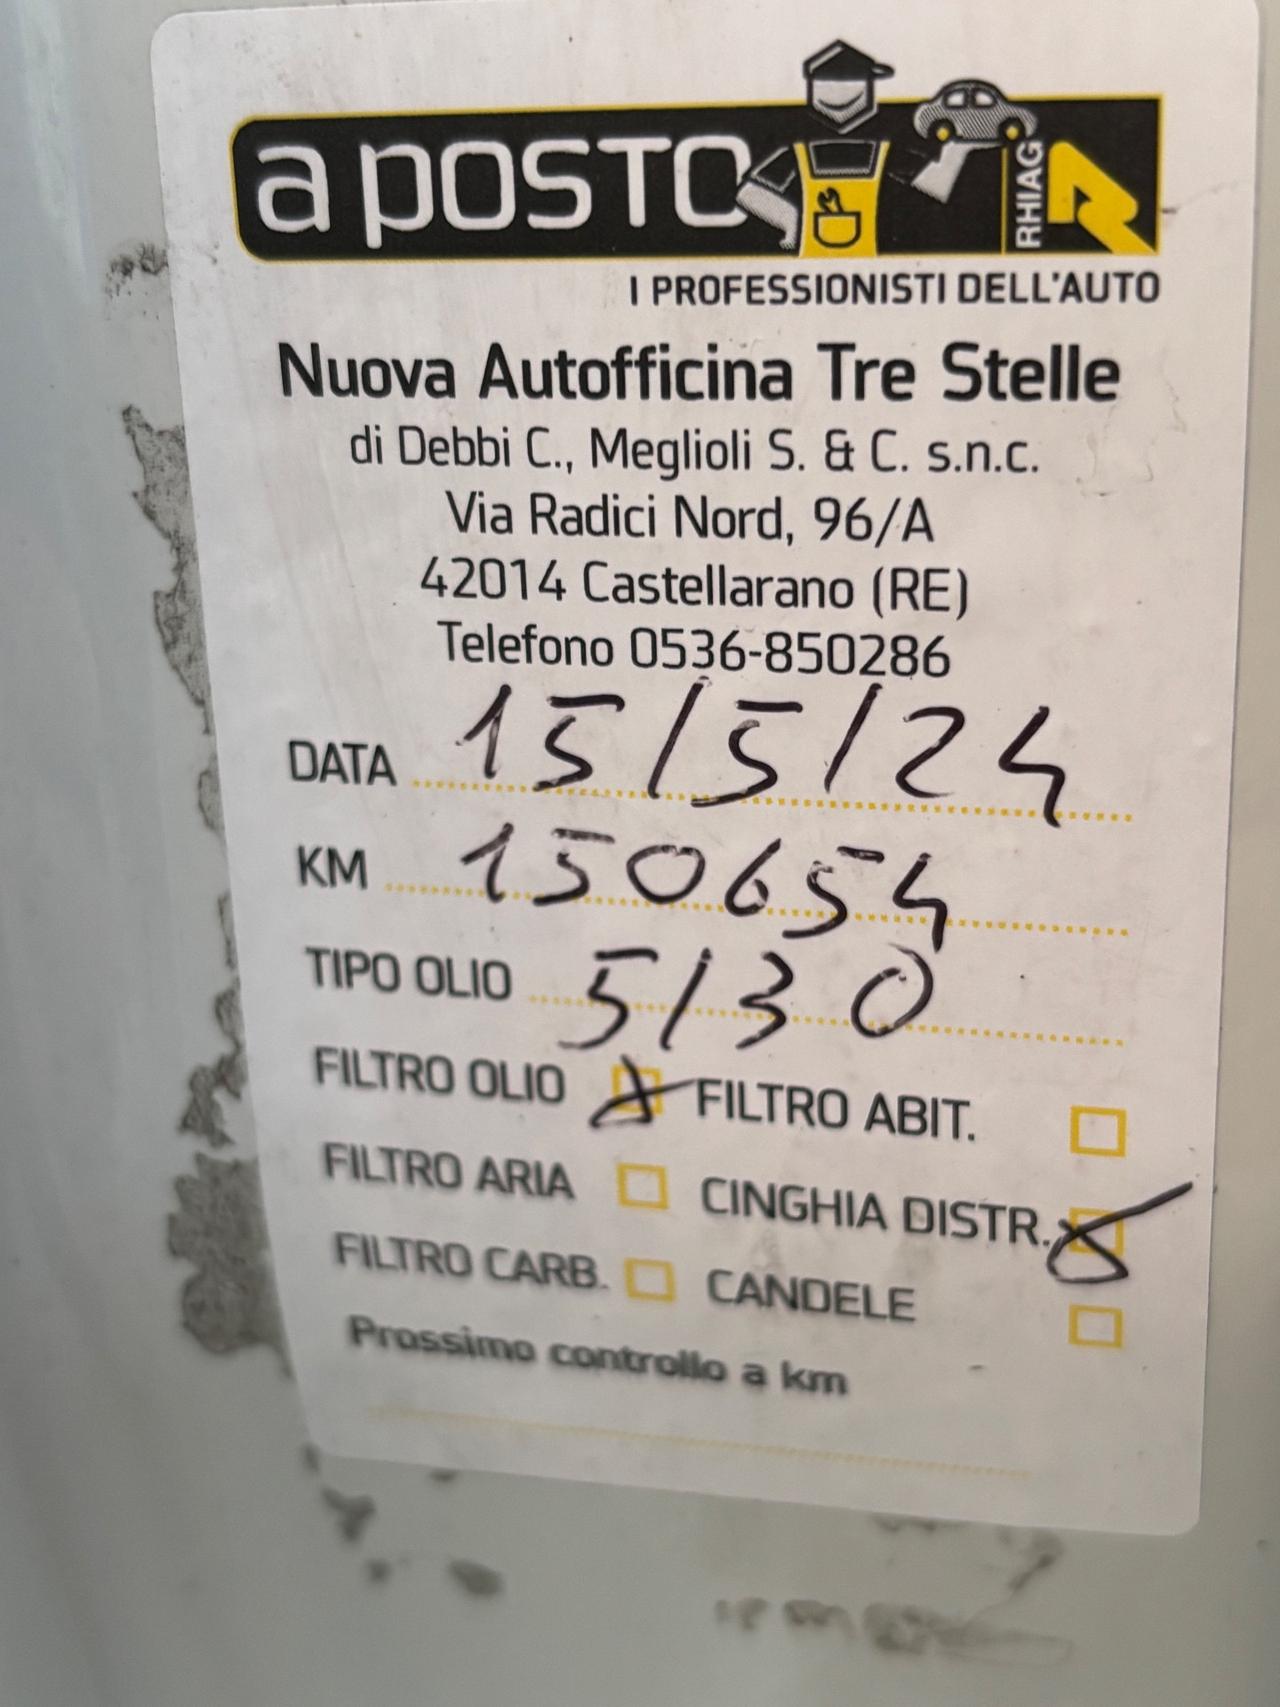 a posto
RHIAG
I PROFESSIONISTI DELL'AUTO
Nuova Autofficina Tre Stelle
di Debbi C., Meglioli S. & C. s.n.c.
Via Radici Nord, 96/A
42014 Castellarano (RE)
Telefono 0536-850286
DATA 15/5/24
KM 150654
TIPO OLIO 5/30
FILTRO OLIO X FILTRO ABIT.
FILTRO ARIA CINGHIA DISTR. X
FILTRO CARB. CANDELE
Prossimo controllo a km